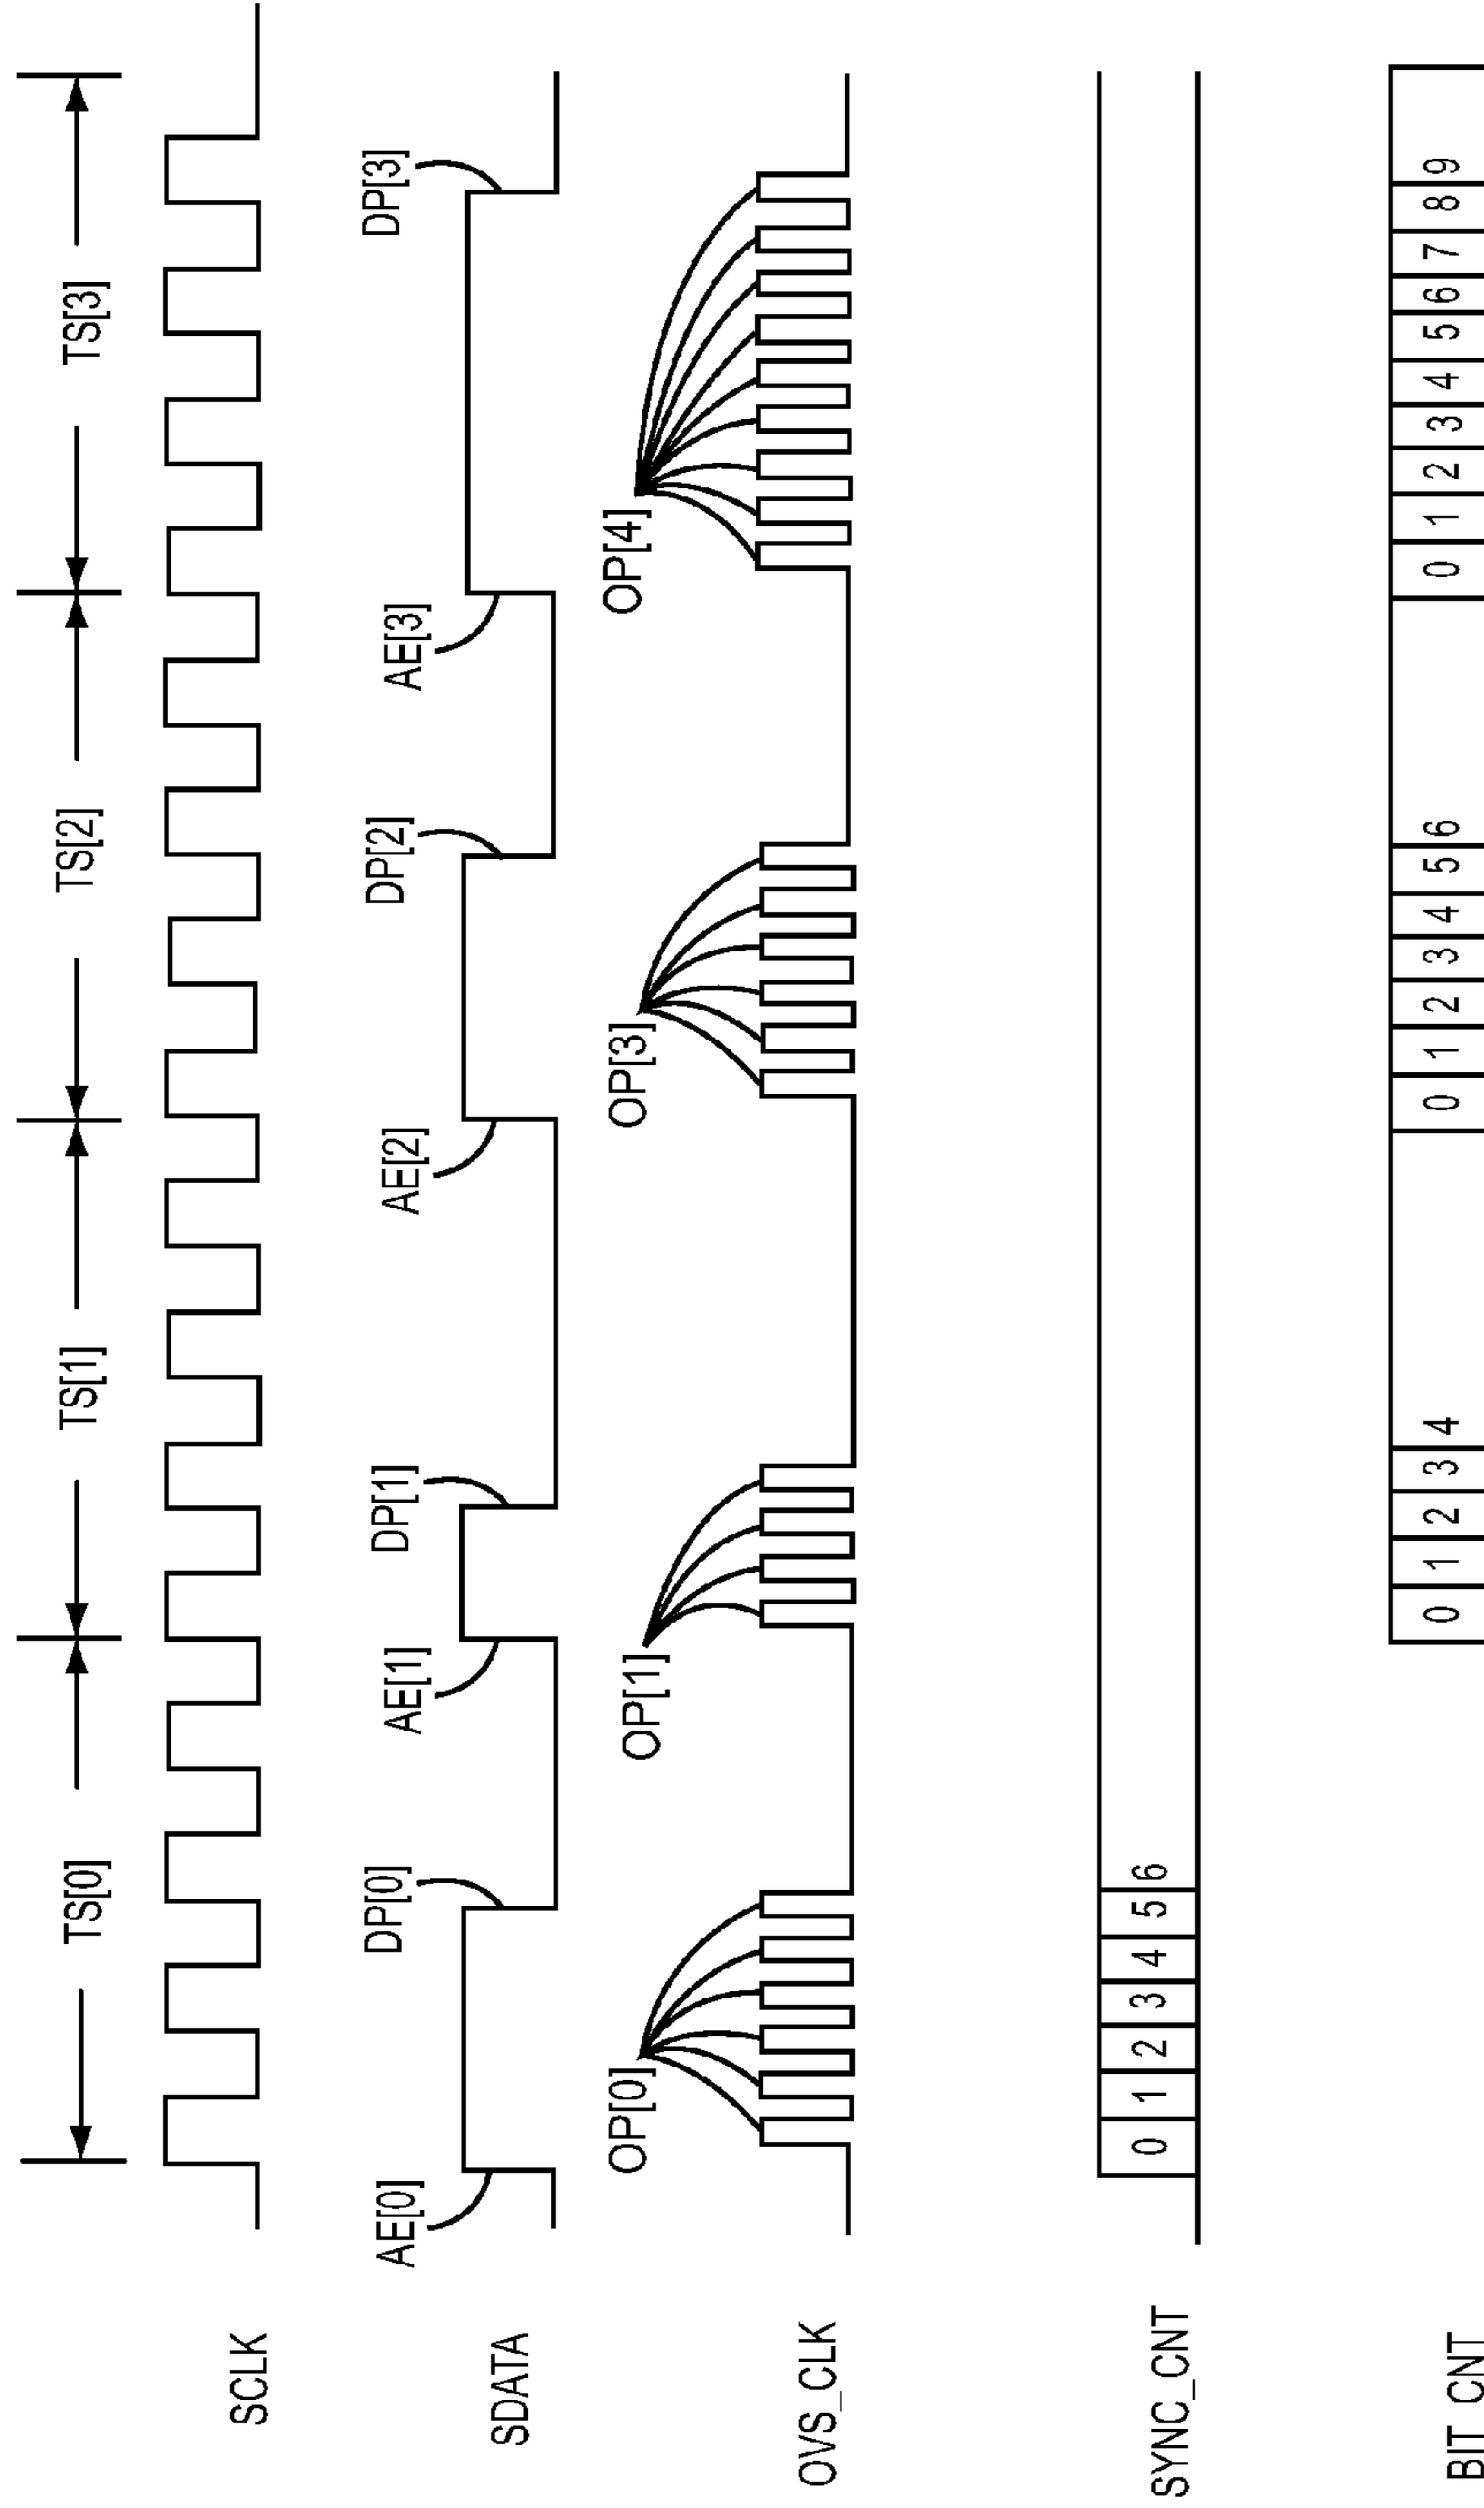 TS[0] TS[1] TS[2] TS[3]
SCLK
AE[0] DP[0] AE[1] DP[1] AE[2] DP[2] AE[3] DP[3]
SDATA
OP[0] OP[1] OP[3] OP[4]
OVS_CLK
SYNC_CNT 0 1 2 3 4 5 6
BIT_CNT 0 1 2 3 4 0 1 2 3 4 5 6 0 1 2 3 4 5 6 7 8 9